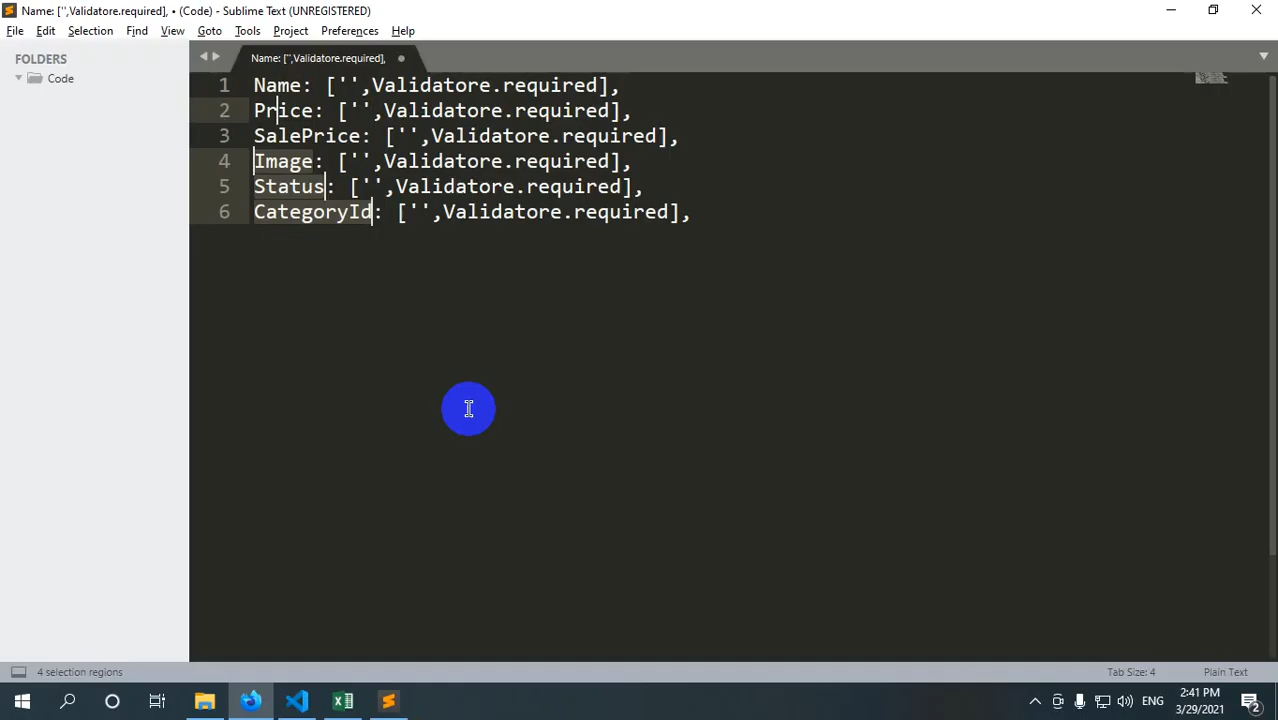 Name: ['',Validatore.required], • (Code) - Sublime Text (UNREGISTERED)
File Edit Selection Find View Goto Tools Project Preferences Help
FOLDERS
Code
Name: ['',Validatore.required],
1 Name: ['',Validatore.required],
2 Price: ['',Validatore.required],
3 SalePrice: ['',Validatore.required],
4 Image: ['',Validatore.required],
5 Status: ['',Validatore.required],
6 CategoryId: ['',Validatore.required],
4 selection regions
Tab Size: 4
Plain Text
ENG
2:41 PM
3/29/2021
2